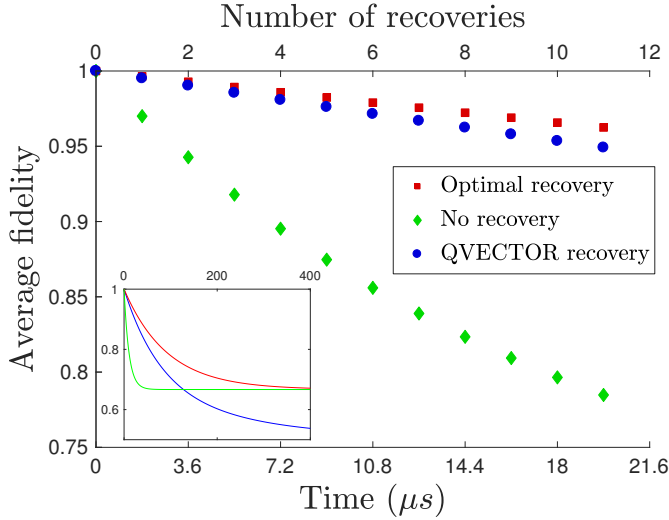 Number of recoveries
0 2 4 6 8 10 12
1
0.95
0.9
0.85
0.8
0.75
Average fidelity
Optimal recovery
No recovery
QVECTOR recovery
0 200 400
1
0.8
0.6
0 3.6 7.2 10.8 14.4 18 21.6
Time (μs)